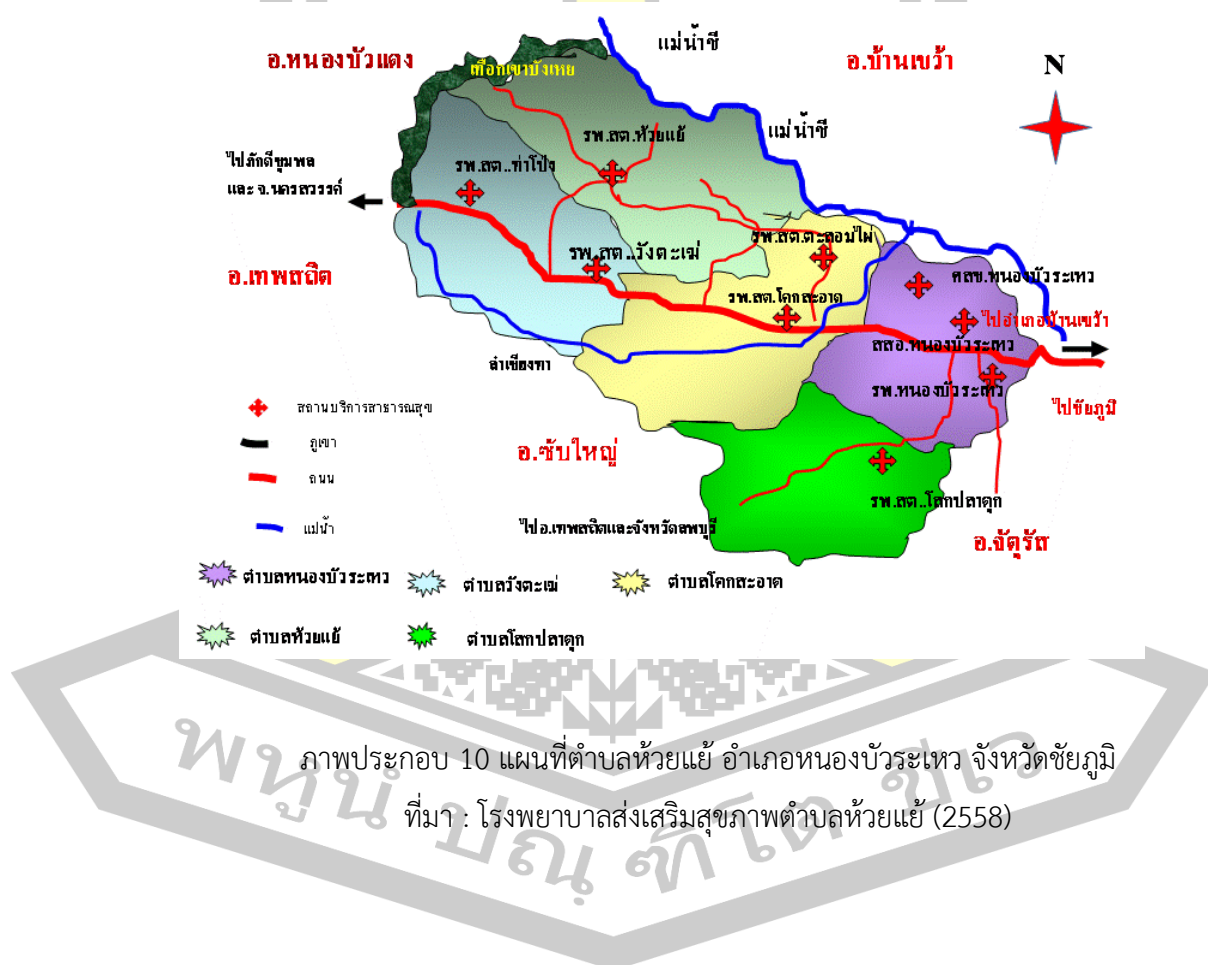 แม่น้ำชี
อ.หนองบัวแดง
อ.บ้านเขว้า
N
เทือกเขาบังเหย
แม่น้ำชี
รพ.สต.ห้วยแย้
ไปภักดีชุมพล
และ จ.นครสวรรค์
รพ.สต..ท่าโป่ง
รพ.สต.ตะลอมไผ่
รพ.สต..วังตะเฆ่
อ.เทพสถิต
ศสช.หนองบัวระเหว
รพ.สต.โคกสะอาด
ไปอำเภอบ้านเขว้า
สสอ.หนองบัวระเหว
ลำเชียงทา
รพ.หนองบัวระเหว
ไปชัยภูมิ
สถานบริการสาธารณสุข
ภูเขา
ถนน
แม่น้ำ
อ.ซับใหญ่
รพ.สต..โสกปลาดุก
ไปอ.เทพสถิตและจังหวัดลพบุรี
อ.จัตุรัส
ตำบลหนองบัวระเหว
ตำบลวังตะเฆ่
ตำบลโคกสะอาด
ตำบลห้วยแย้
ตำบลโสกปลาดุก
ภาพประกอบ 10 แผนที่ตำบลห้วยแย้ อำเภอหนองบัวระเหว จังหวัดชัยภูมิ
ที่มา : โรงพยาบาลส่งเสริมสุขภาพตำบลห้วยแย้ (2558)
พหูนํ ปณฺฑิโต ชีเว